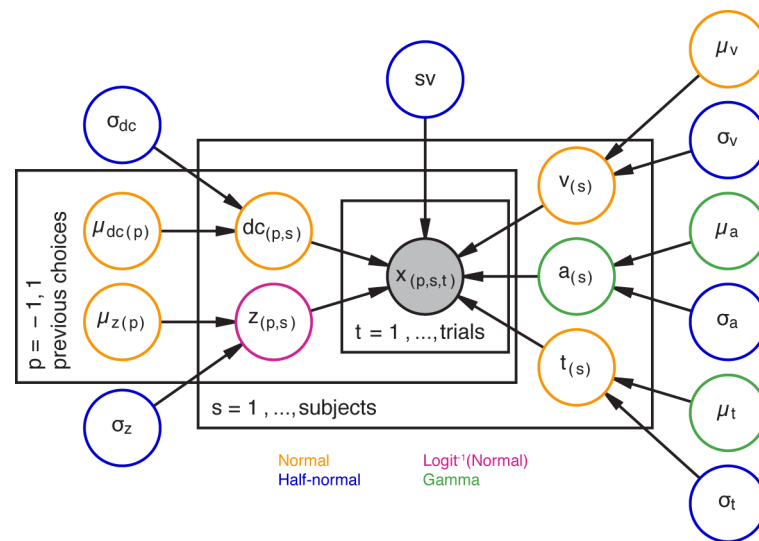 μv
sv
σdc
σv
v(s)
μdc(p)
dc(p,s)
μa
x(p,s,t)
a(s)
p = – 1, 1
previous choices
μz(p)
z(p,s)
σa
t = 1 , ...,trials
t(s)
s = 1 , ...,subjects
μt
σz
Normal
Logit⁻¹(Normal)
Half-normal
Gamma
σt